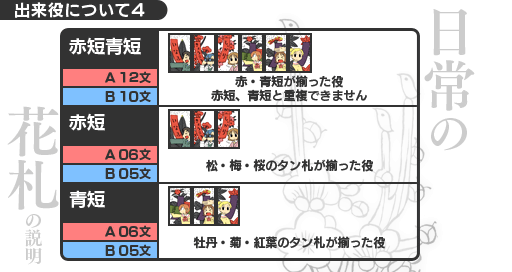 出来役について4
日常の
花札の説明
赤短青短
A 12文
B 10文
赤・青短が揃った役
赤短、青短と重複できません
赤短
A 06文
B 05文
松・梅・桜のタン札が揃った役
青短
A 06文
B 05文
牡丹・菊・紅葉のタン札が揃った役